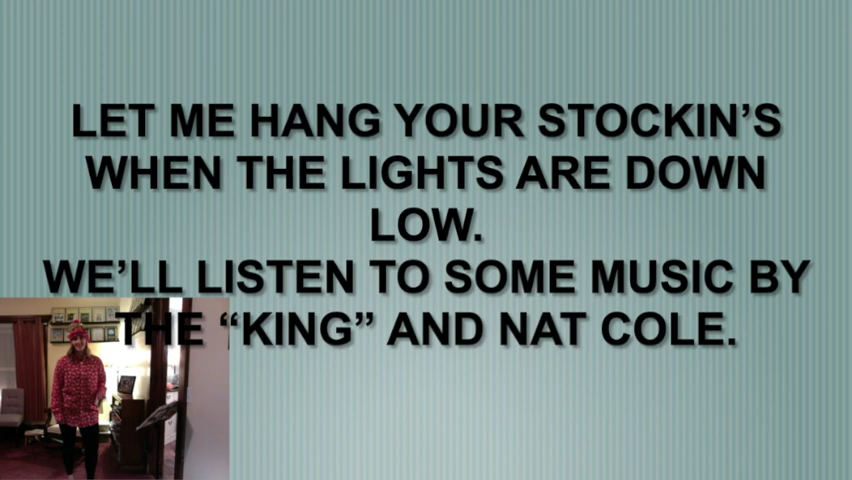 LET ME HANG YOUR STOCKIN’S
WHEN THE LIGHTS ARE DOWN
LOW.
WE’LL LISTEN TO SOME MUSIC BY
THE “KING” AND NAT COLE.